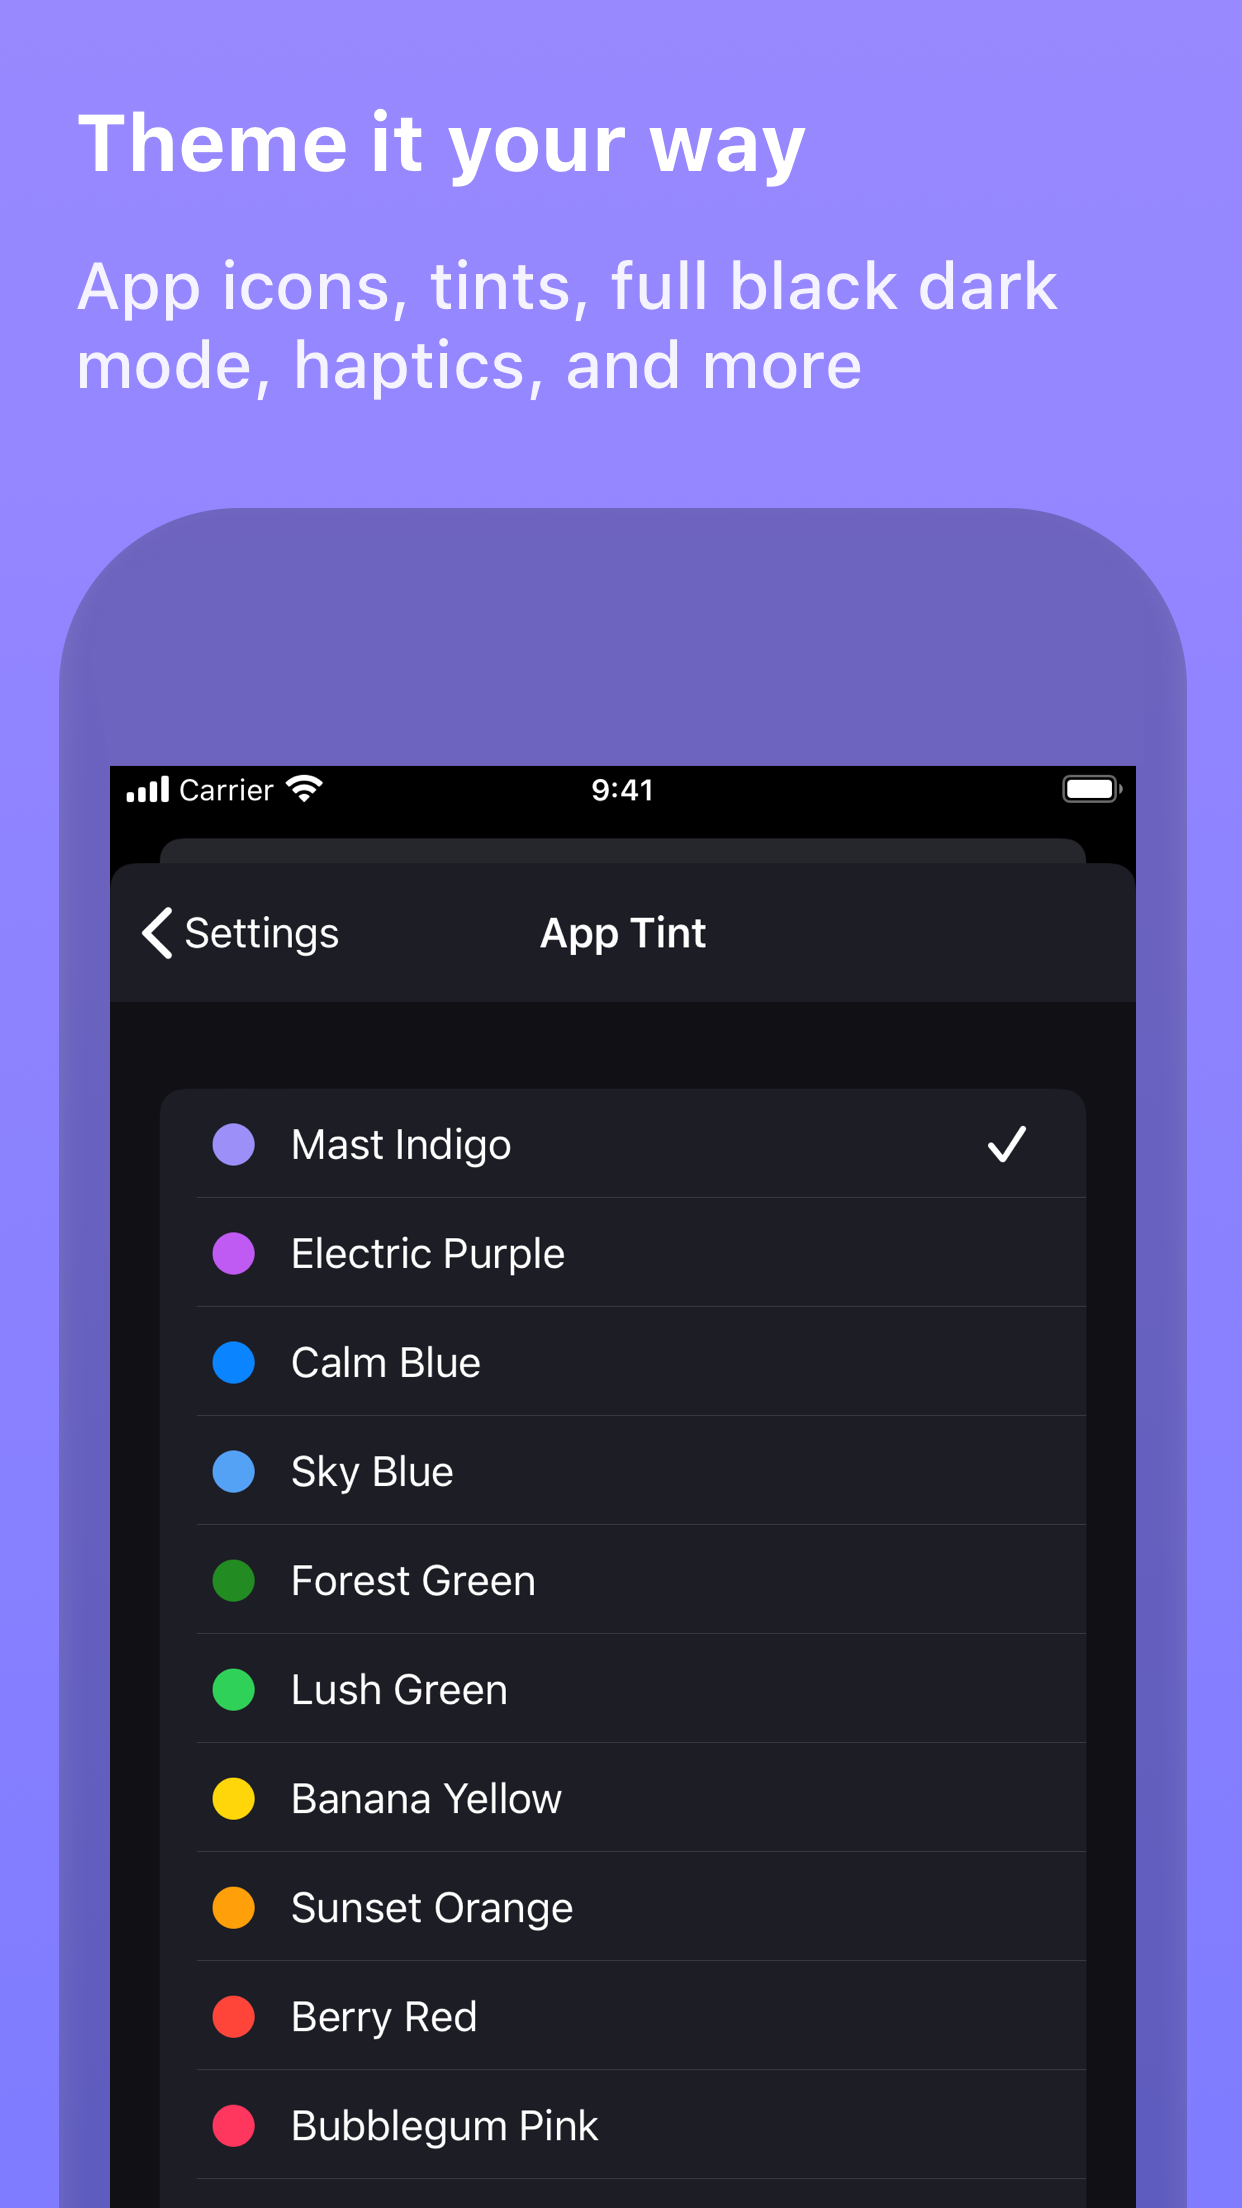 Theme it your way
App icons, tints, full black dark
mode, haptics, and more
Carrier 9:41
Settings App Tint
Mast Indigo
Electric Purple
Calm Blue
Sky Blue
Forest Green
Lush Green
Banana Yellow
Sunset Orange
Berry Red
Bubblegum Pink